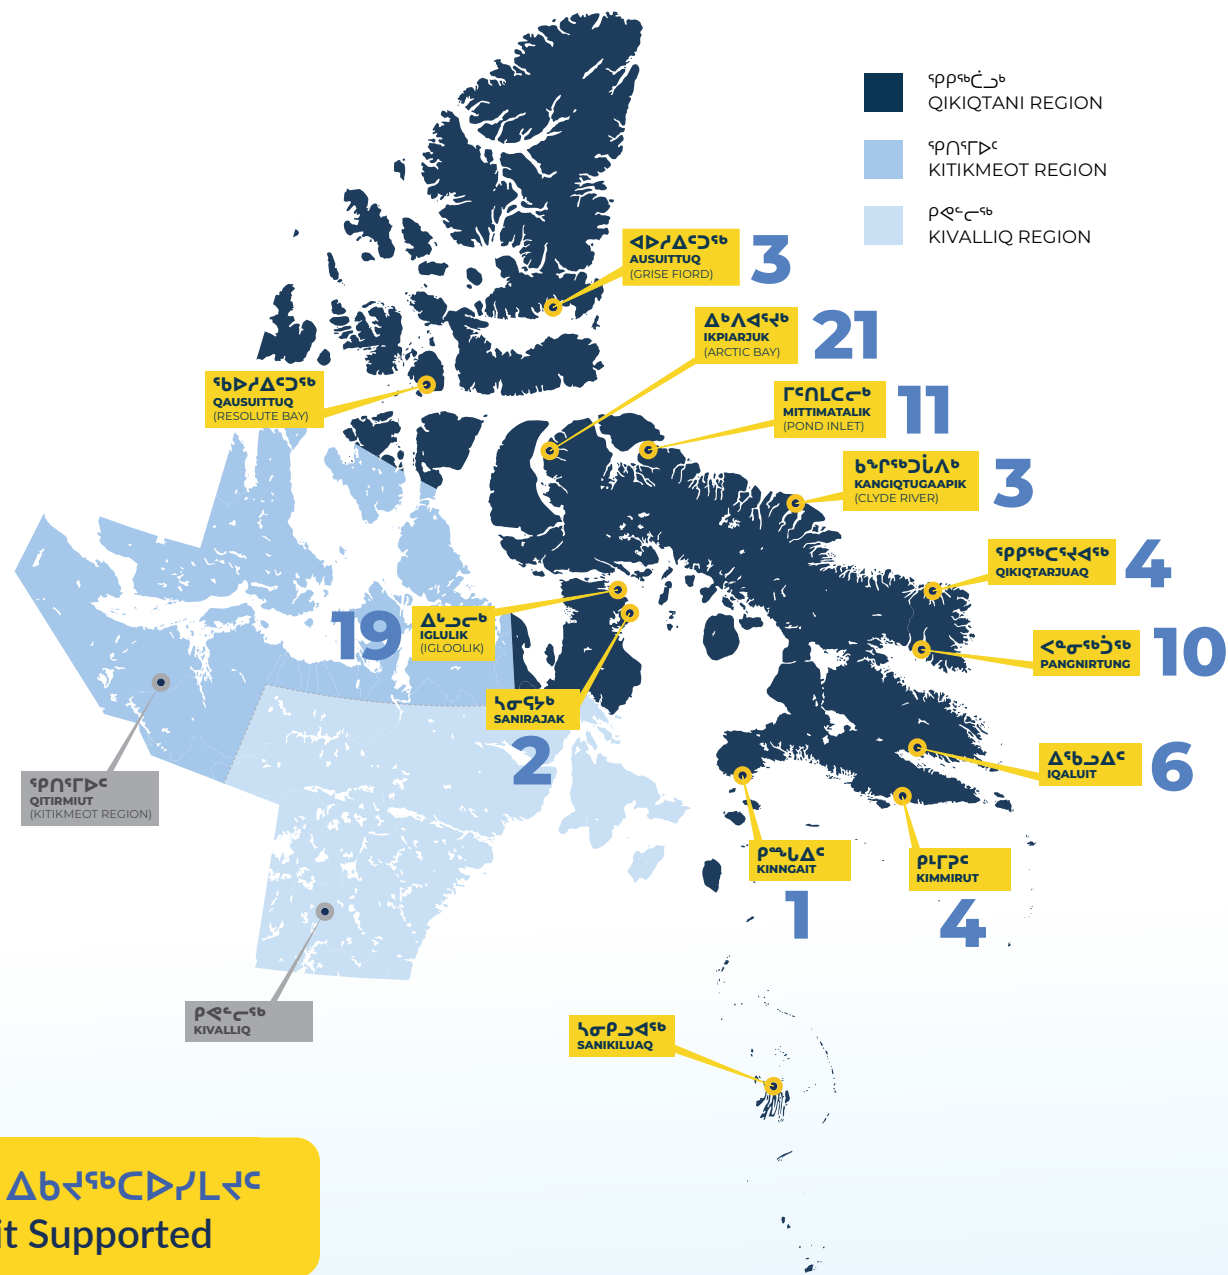 ᕿᑭᖅᑖᓗᒃ
QIKIQTANI REGION
ᕿᑎᕐᒥᐅᑦ
KITIKMEOT REGION
ᑭᕙᓪᓕᖅ
KIVALLIQ REGION
ᐊᐅᓱᐃᑦᑐᖅ
AUSUITTUQ
(GRISE FIORD)
3
ᐃᒃᐱᐊᕐᔪᒃ
IKPIARJUK
(ARCTIC BAY)
21
ᖃᐅᓱᐃᑦᑐᖅ
QAUSUITTUQ
(RESOLUTE BAY)
ᒥᑦᑎᒪᑕᓕᒃ
MITTIMATALIK
(POND INLET)
11
ᑲᖏᖅᑐᒑᐱᒃ
KANGIQTUGAAPIK
(CLYDE RIVER)
3
ᕿᑭᖅᑕᕐᔪᐊᖅ
QIKIQTARJUAQ
4
19
ᐃᒡᓗᓕᒃ
IGLULIK
(IGLOOLIK)
ᐸᓐᓂᖅᑑᖅ
PANGNIRTUNG
10
ᓴᓂᕋᔭᒃ
SANIRAJAK
2
ᐃᖃᓗᐃᑦ
IQALUIT
6
ᕿᑎᕐᒥᐅᑦ
QITIRMIUT
(KITIKMEOT REGION)
ᑭᙵᐃᑦ
KINNGAIT
1
ᑭᒻᒥᕈᑦ
KIMMIRUT
4
ᑭᕙᓪᓕᖅ
KIVALLIQ
ᓴᓂᑭᓗᐊᖅ
SANIKILUAQ
ᐃᑲᔪᖅᑕᐅᓯᒪᔪᑦ
it Supported